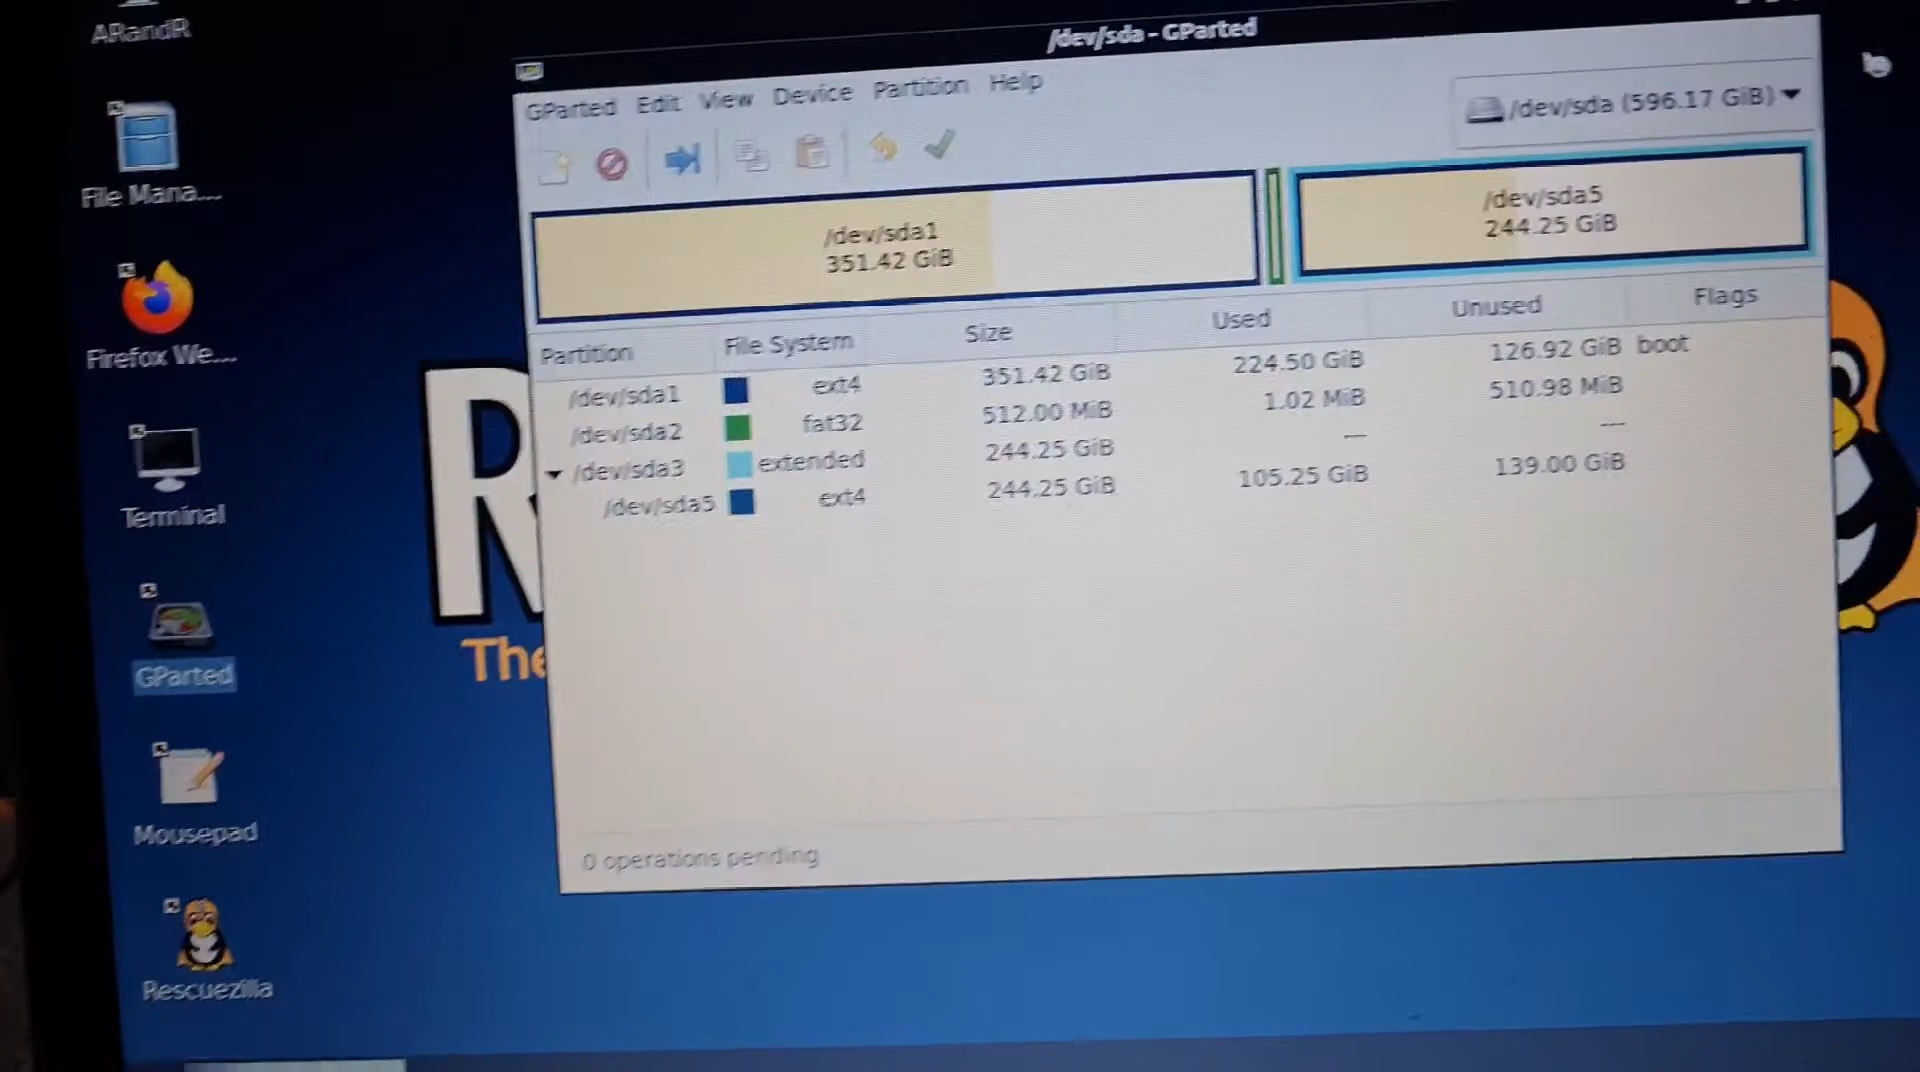 ARandR
/dev/sda - GParted
GParted Edit View Device Partition Help
/dev/sda (596.17 GiB)
File Mana...
/dev/sda1
351.42 GiB
/dev/sda5
244.25 GiB
Partition File System Size Used Unused Flags
/dev/sda1 ext4 351.42 GiB 224.50 GiB 126.92 GiB boot
/dev/sda2 fat32 512.00 MiB 1.02 MiB 510.98 MiB
/dev/sda3 extended 244.25 GiB --- ---
/dev/sda5 ext4 244.25 GiB 105.25 GiB 139.00 GiB
Firefox We...
R
The
Terminal
GParted
Mousepad
0 operations pending
Rescuezilla